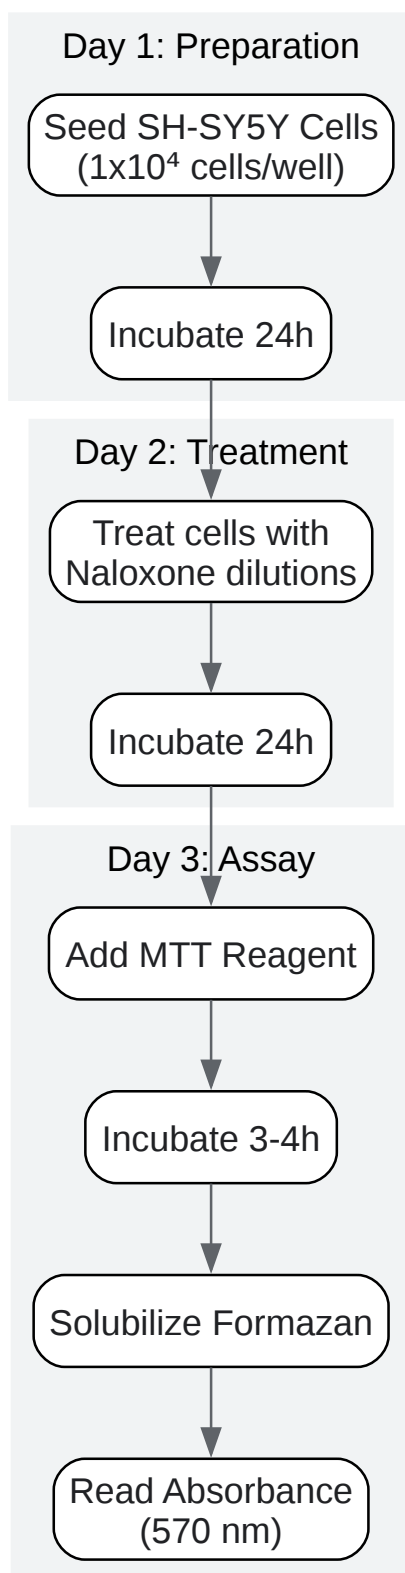 Day 1: Preparation
Seed SH-SY5Y Cells
(1x10⁴ cells/well)
Incubate 24h
Day 2: Treatment
Treat cells with
Naloxone dilutions
Incubate 24h
Day 3: Assay
Add MTT Reagent
Incubate 3-4h
Solubilize Formazan
Read Absorbance
(570 nm)